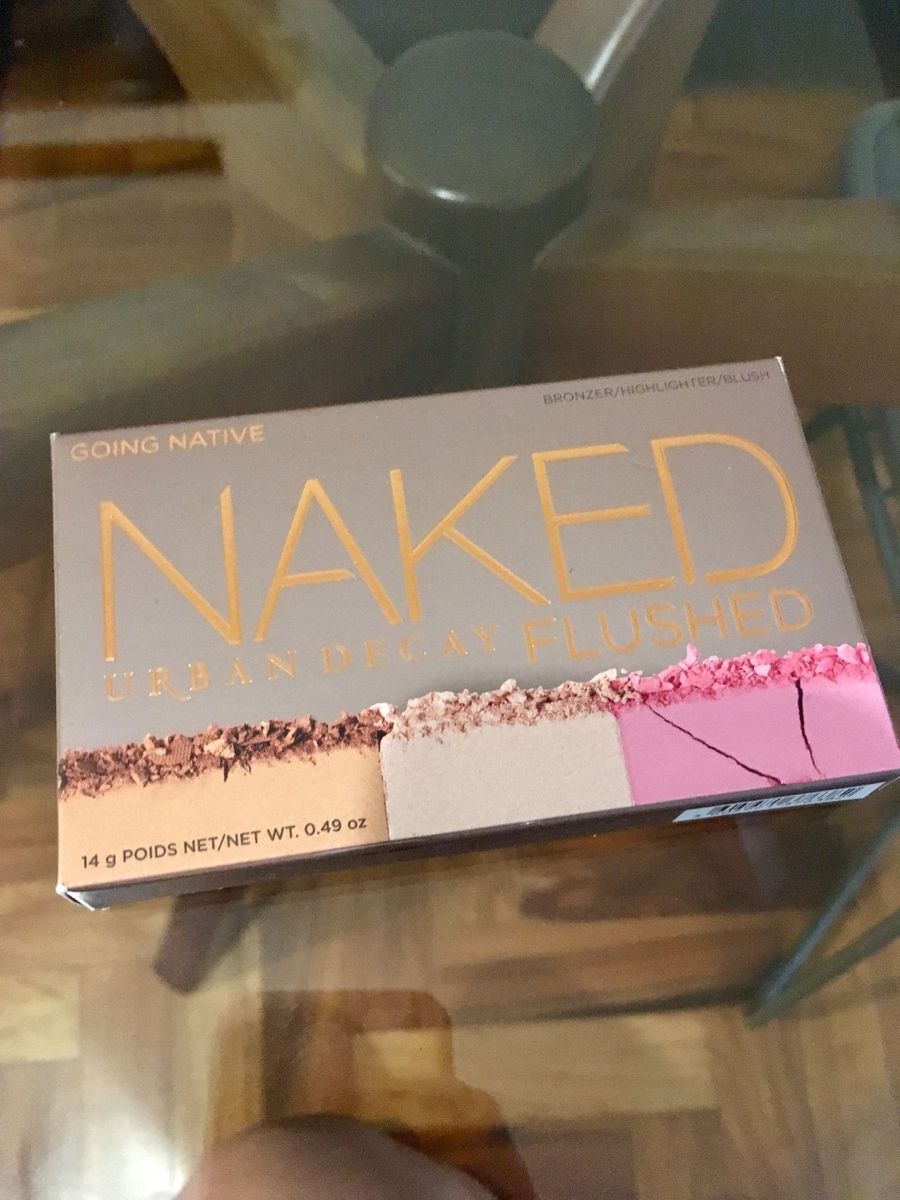 GOING NATIVE
BRONZER/HIGHLIGHTER/BLUSH
NAKED
URBAN DECAY FLUSHED
14 g POIDS NET/NET WT. 0.49 oz